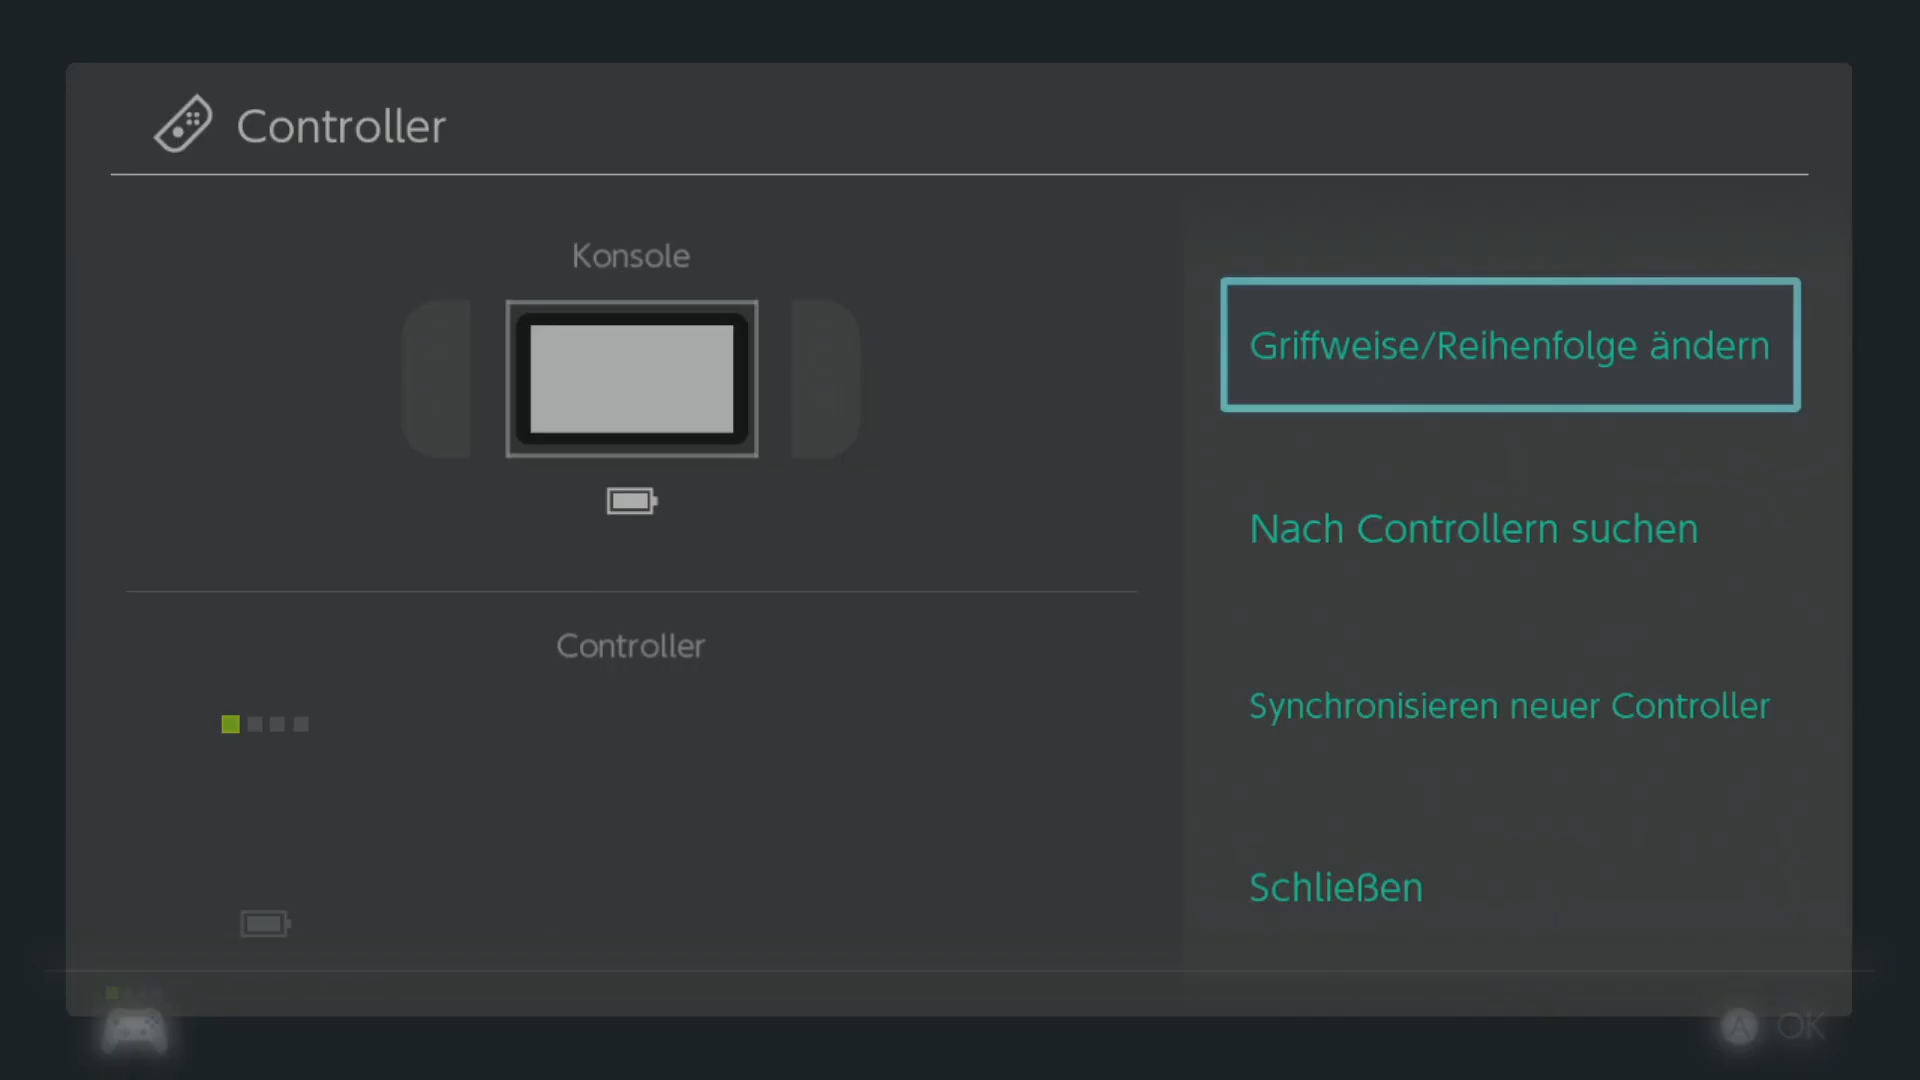 Controller
Konsole
Griffweise/Reihenfolge ändern
Nach Controllern suchen
Controller
Synchronisieren neuer Controller
Schließen
A OK